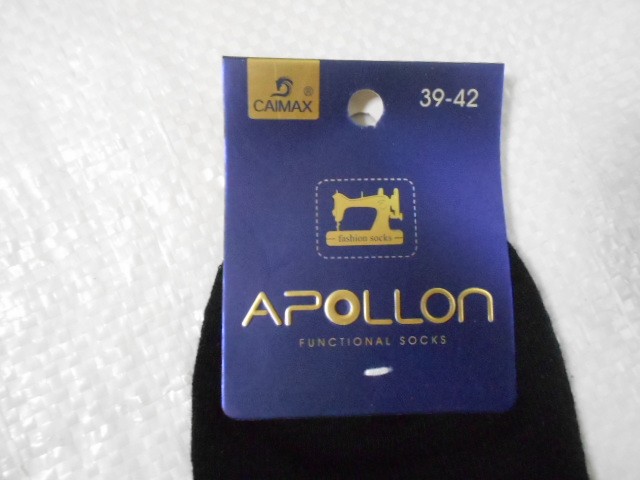 CAIMAX ®
39-42
fashion socks
APOLLON
FUNCTIONAL SOCKS